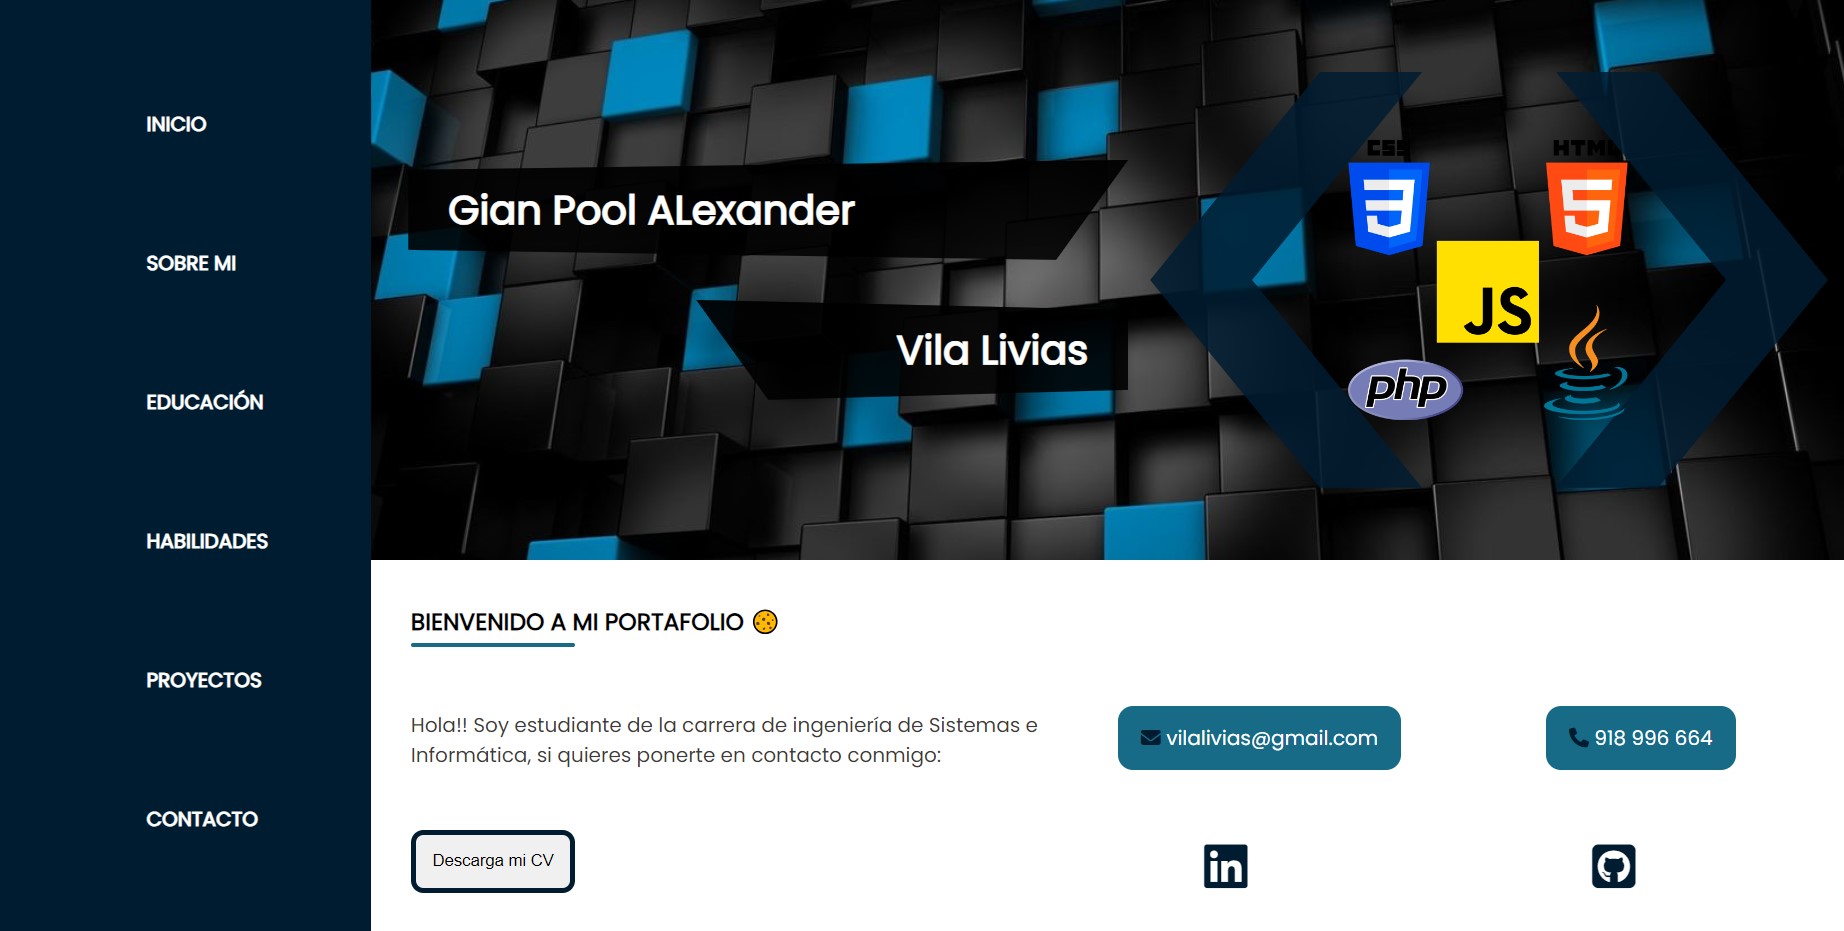 INICIO
SOBRE MI
EDUCACIÓN
HABILIDADES
PROYECTOS
CONTACTO
Gian Pool ALexander
Vila Livias
CSS
HTML
JS
php
BIENVENIDO A MI PORTAFOLIO
Hola!! Soy estudiante de la carrera de ingeniería de Sistemas e
Informática, si quieres ponerte en contacto conmigo:
vilalivias@gmail.com
918 996 664
Descarga mi CV
in